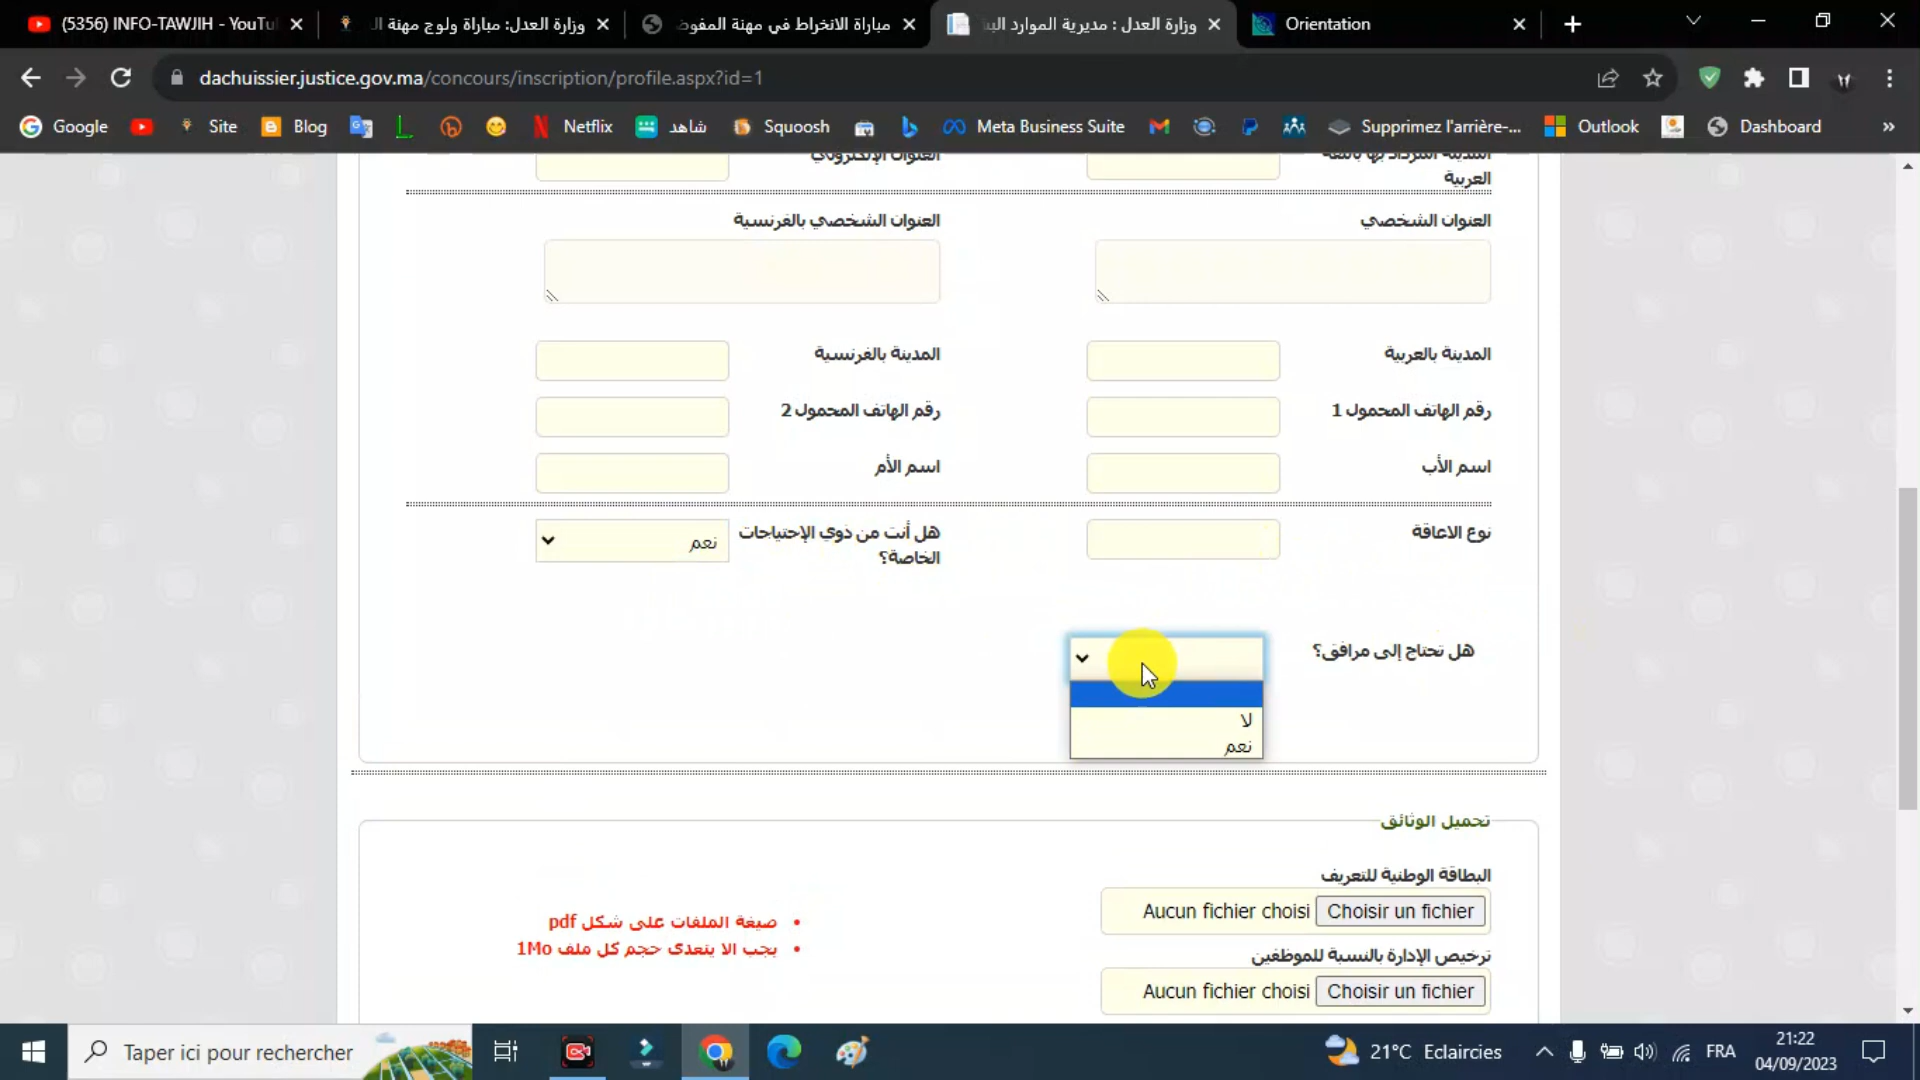 (5356) INFO-TAWJIH - YouTu
وزارة العدل: مباراة ولوج مهنة ال
مباراة الانخراط في مهنة المفوض
وزارة العدل : مديرية الموارد الب
Orientation
dachuissier.justice.gov.ma/concours/inscription/profile.aspx?id=1
Google
Site
Blog
Netflix
شاهد
Squoosh
Meta Business Suite
Supprimez l'arrière-...
Outlook
Dashboard
»
العربية
العنوان الإلكتروني
العنوان الشخصي
العنوان الشخصي بالفرنسية
المدينة بالعربية
المدينة بالفرنسية
رقم الهاتف المحمول 1
رقم الهاتف المحمول 2
اسم الأب
اسم الأم
نوع الاعاقة
هل أنت من ذوي الإحتياجات
الخاصة؟
نعم
هل تحتاج إلى مرافق؟
لا
نعم
تحميل الوثائق
البطاقة الوطنية للتعريف
Choisir un fichier Aucun fichier choisi
• صيغة الملفات على شكل pdf
• يجب الا يتعدى حجم كل ملف 1Mo
ترخيص الإدارة بالنسبة للموظفين
Choisir un fichier Aucun fichier choisi
Taper ici pour rechercher
21°C Eclaircies
FRA
21:22
04/09/2023